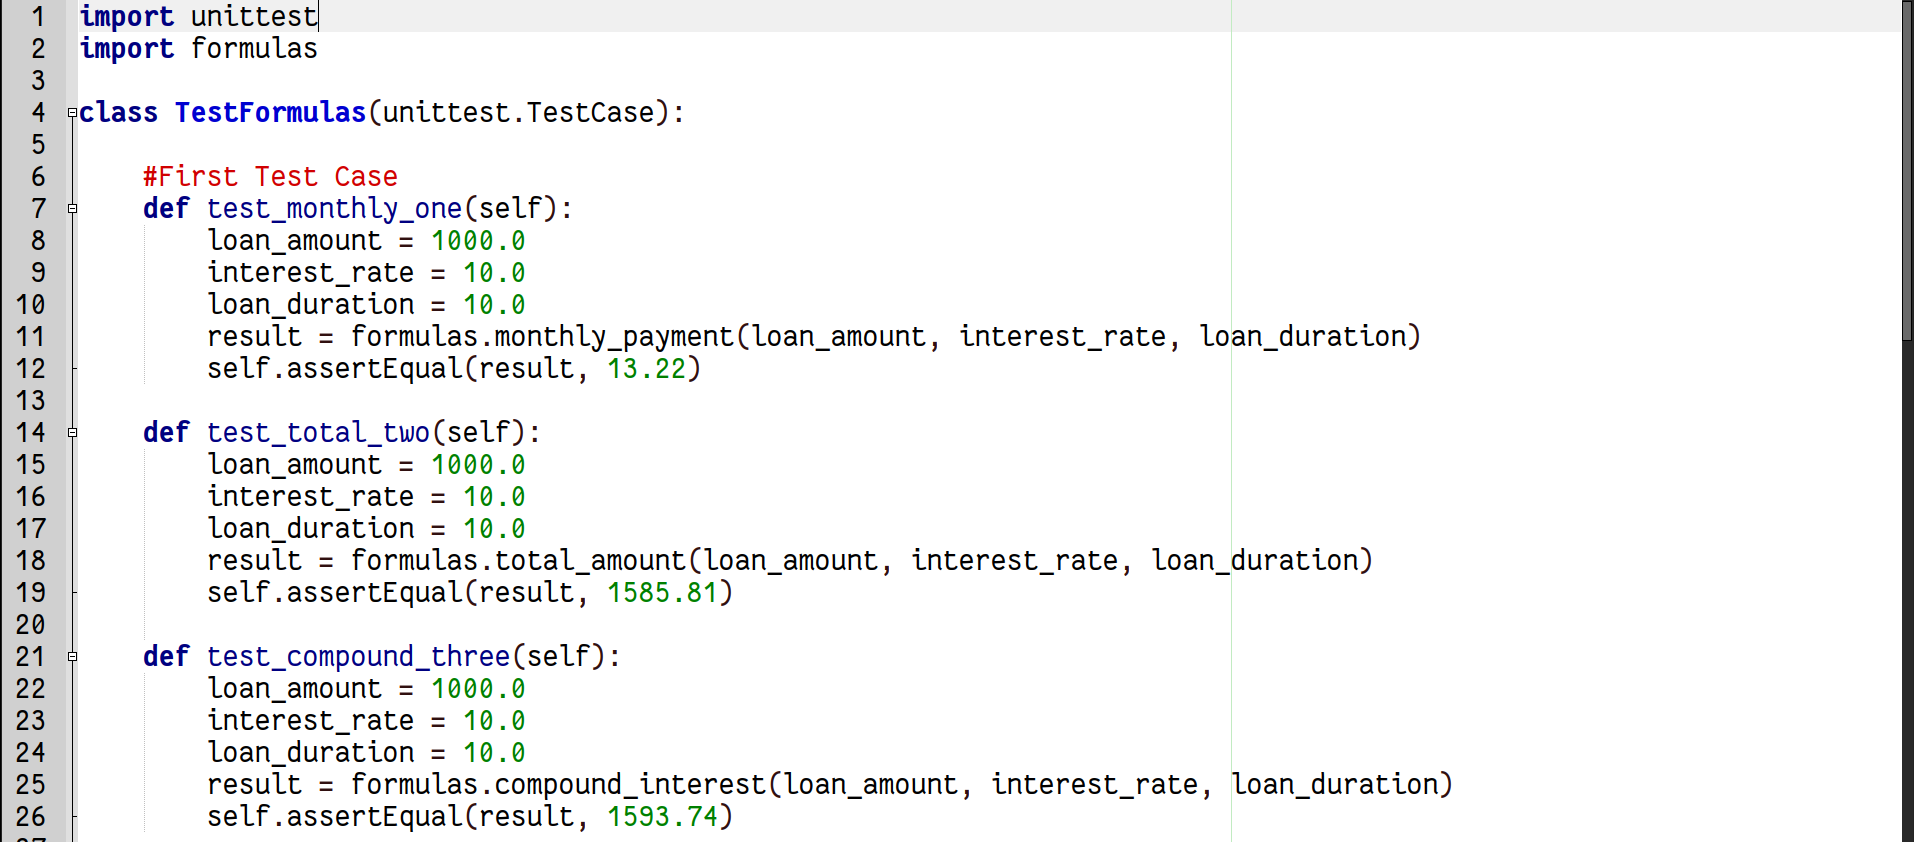 1 import unittest
2 import formulas
3
4 class TestFormulas(unittest.TestCase):
5
6     #First Test Case
7     def test_monthly_one(self):
8         loan_amount = 1000.0
9         interest_rate = 10.0
10         loan_duration = 10.0
11         result = formulas.monthly_payment(loan_amount, interest_rate, loan_duration)
12         self.assertEqual(result, 13.22)
13
14     def test_total_two(self):
15         loan_amount = 1000.0
16         interest_rate = 10.0
17         loan_duration = 10.0
18         result = formulas.total_amount(loan_amount, interest_rate, loan_duration)
19         self.assertEqual(result, 1585.81)
20
21     def test_compound_three(self):
22         loan_amount = 1000.0
23         interest_rate = 10.0
24         loan_duration = 10.0
25         result = formulas.compound_interest(loan_amount, interest_rate, loan_duration)
26         self.assertEqual(result, 1593.74)